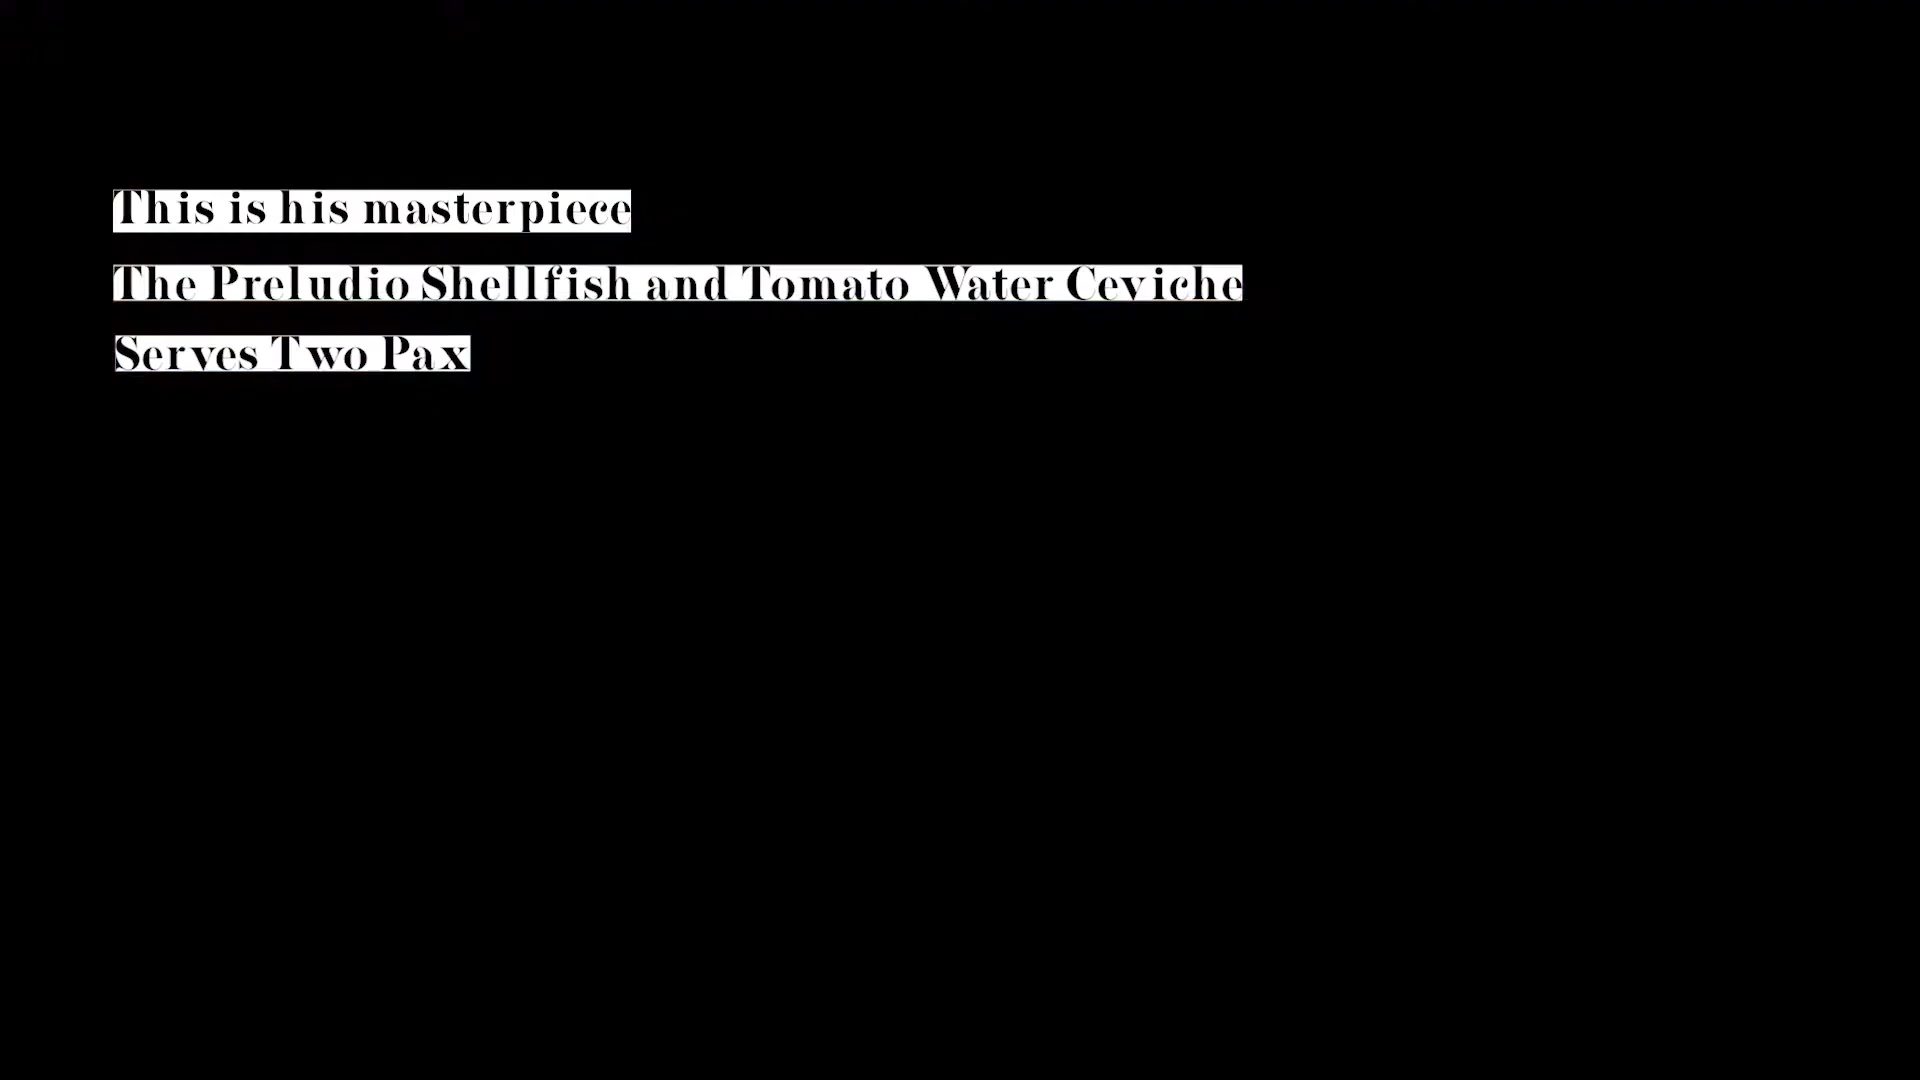 This is his masterpiece
The Preludio Shellfish and Tomato Water Ceviche
Serves Two Pax